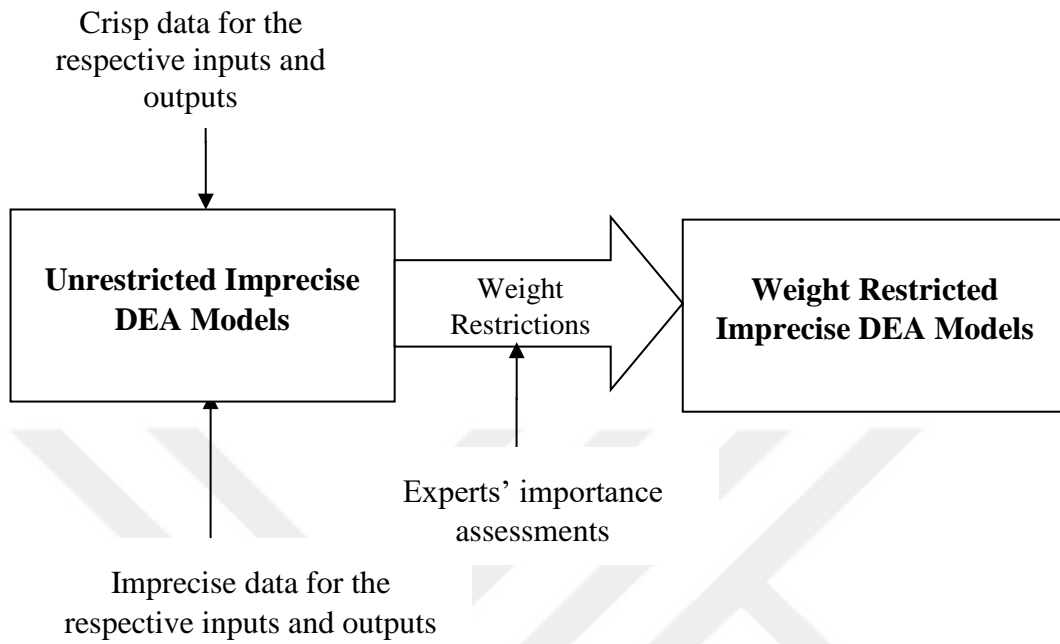 Crisp data for the
respective inputs and
outputs
Unrestricted Imprecise
DEA Models
Weight
Restrictions
Weight Restricted
Imprecise DEA Models
Experts’ importance
assessments
Imprecise data for the
respective inputs and outputs